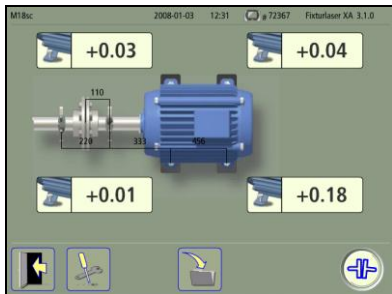 M18sc 2008-01-03 12:31 # 72367 Fixturlaser XA 3.1.0
+0.03 +0.04
110
220 333 456
+0.01 +0.18